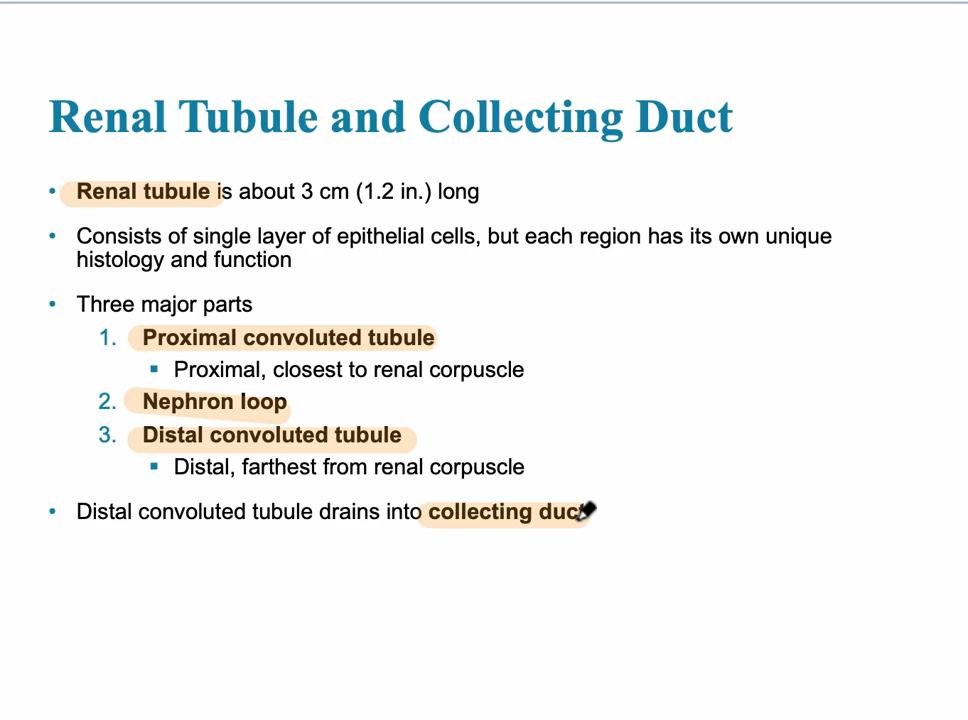 Renal Tubule and Collecting Duct
• Renal tubule is about 3 cm (1.2 in.) long
• Consists of single layer of epithelial cells, but each region has its own unique
histology and function
• Three major parts
1. Proximal convoluted tubule
▪ Proximal, closest to renal corpuscle
2. Nephron loop
3. Distal convoluted tubule
▪ Distal, farthest from renal corpuscle
• Distal convoluted tubule drains into collecting duct